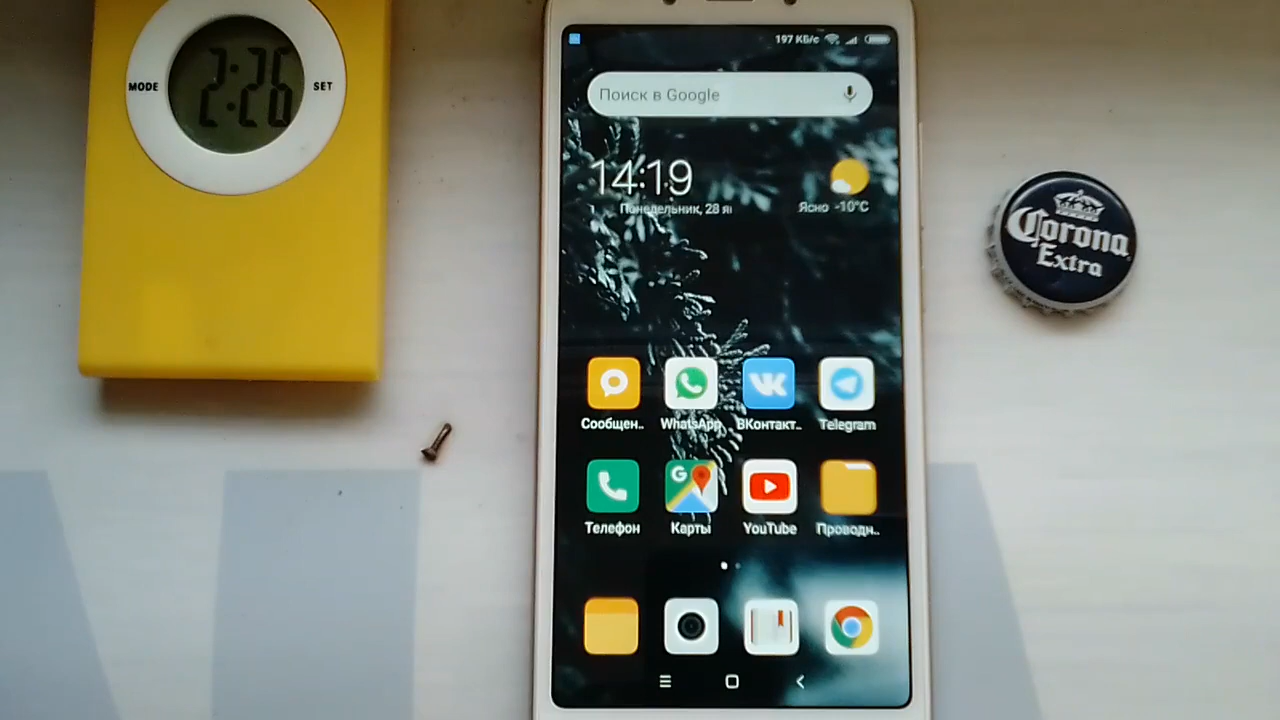 MODE
2:26
SET
197 КБ/с
Поиск в Google
14:19
Понедельник, 28 ян
Ясно -10°C
Corona
Extra
Сообщен..
WhatsApp
ВКонтакт..
Telegram
Телефон
Карты
YouTube
Проводн..